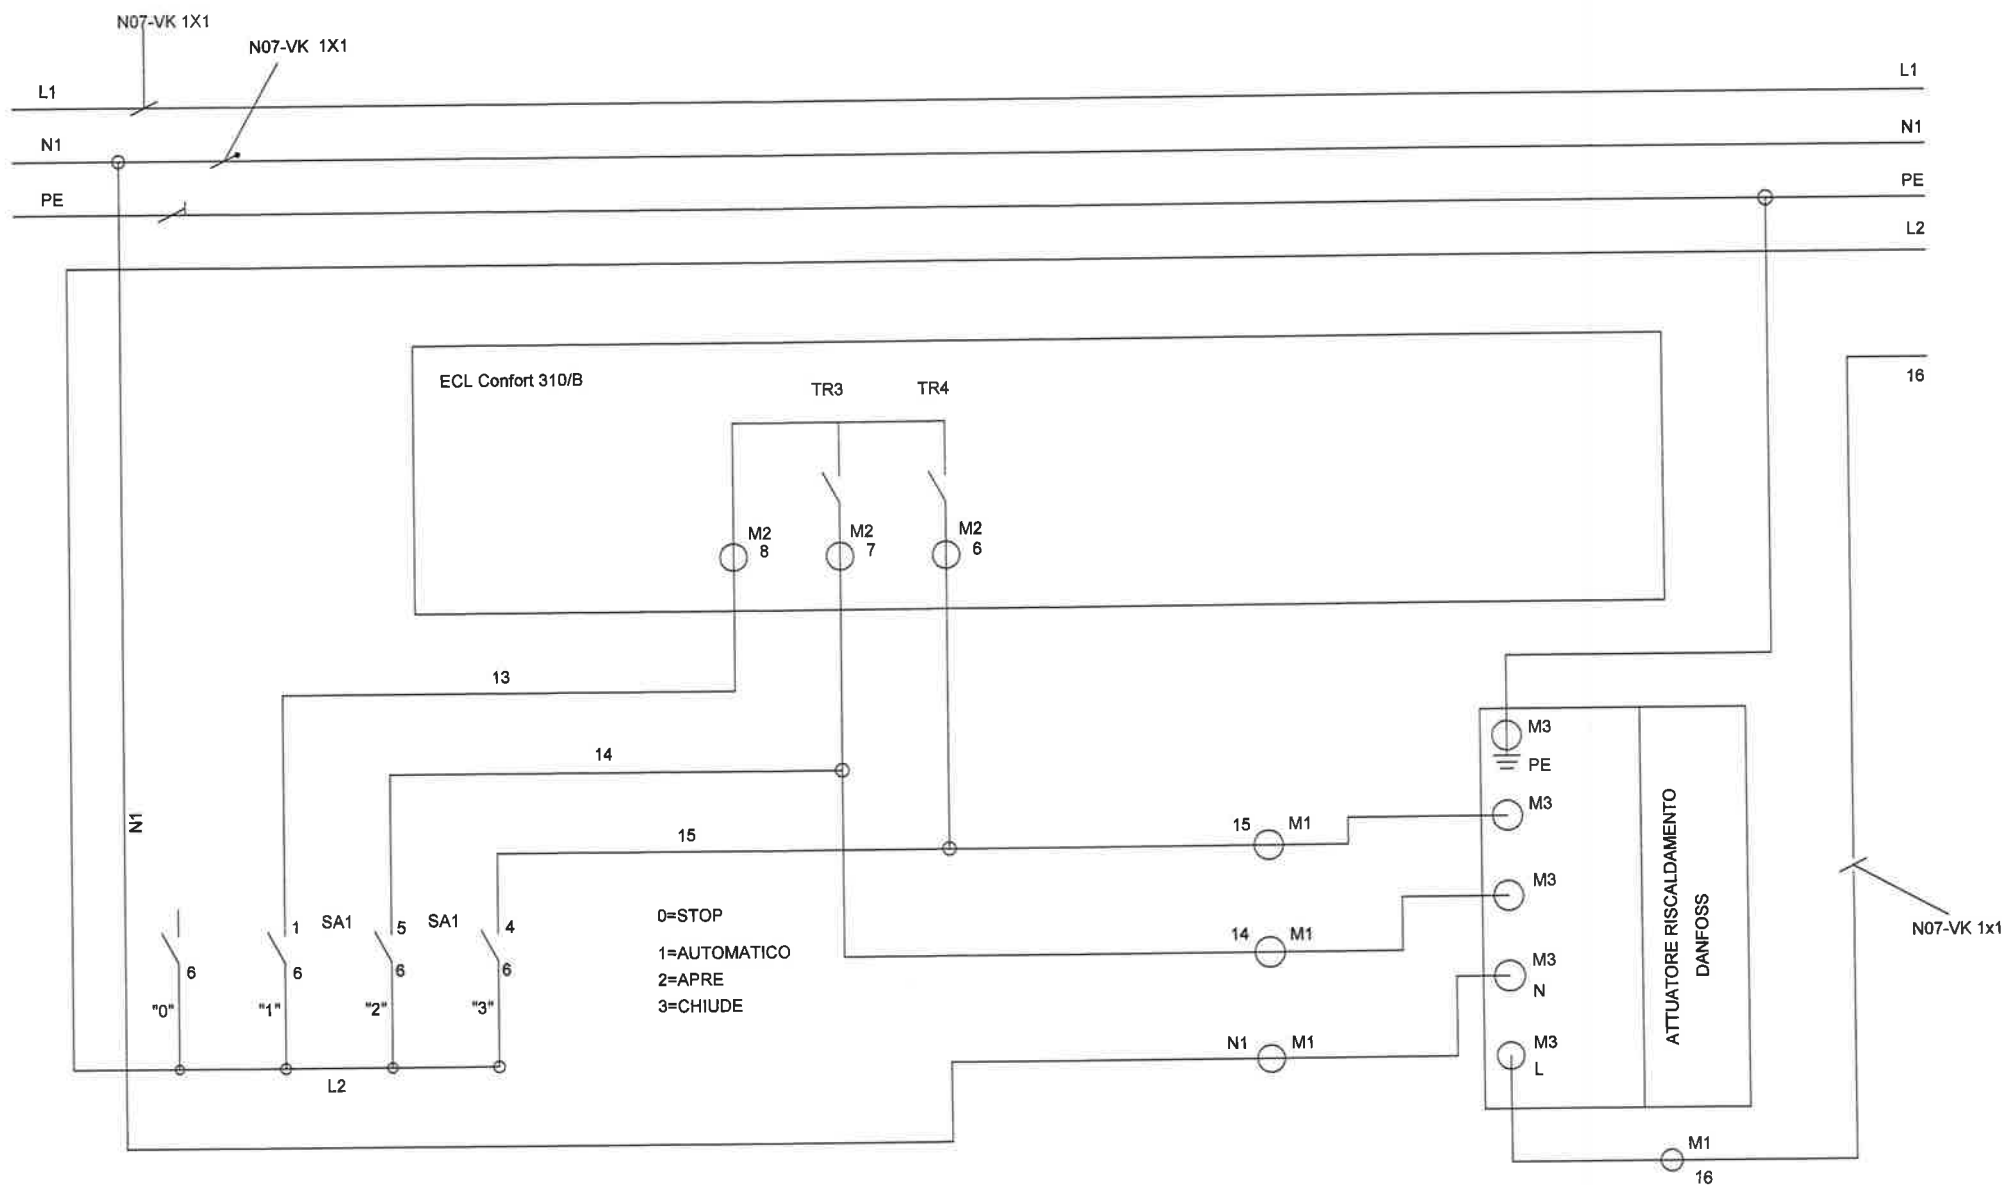 N07-VK 1X1
N07-VK 1X1
L1
L1
N1
N1
PE
PE
L2
ECL Confort 310/B
TR3
TR4
16
M2
8
M2
7
M2
6
13
14
15
N1
M3
PE
M3
15
M1
M3
14
M1
M3
N
N1
M1
M3
L
ATTUATORE RISCALDAMENTO
DANFOSS
N07-VK 1x1
6
"0"
1
SA1
6
"1"
5
SA1
6
"2"
4
6
"3"
0=STOP
1=AUTOMATICO
2=APRE
3=CHIUDE
L2
M1
16